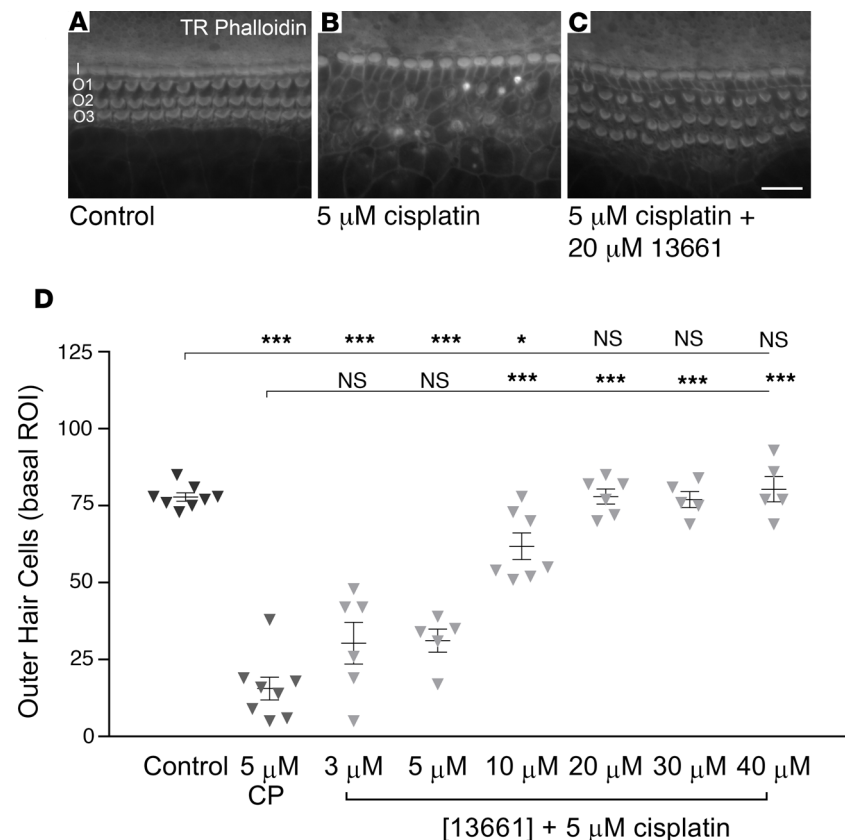 A
TR Phalloidin
I
O1
O2
O3
Control
B
5 μM cisplatin
C
5 μM cisplatin +
20 μM 13661
D
*** *** *** * NS NS NS
NS NS *** *** *** ***
Outer Hair Cells (basal ROI)
125
100
75
50
25
0
Control 5 μM 3 μM 5 μM 10 μM 20 μM 30 μM 40 μM
CP
[13661] + 5 μM cisplatin